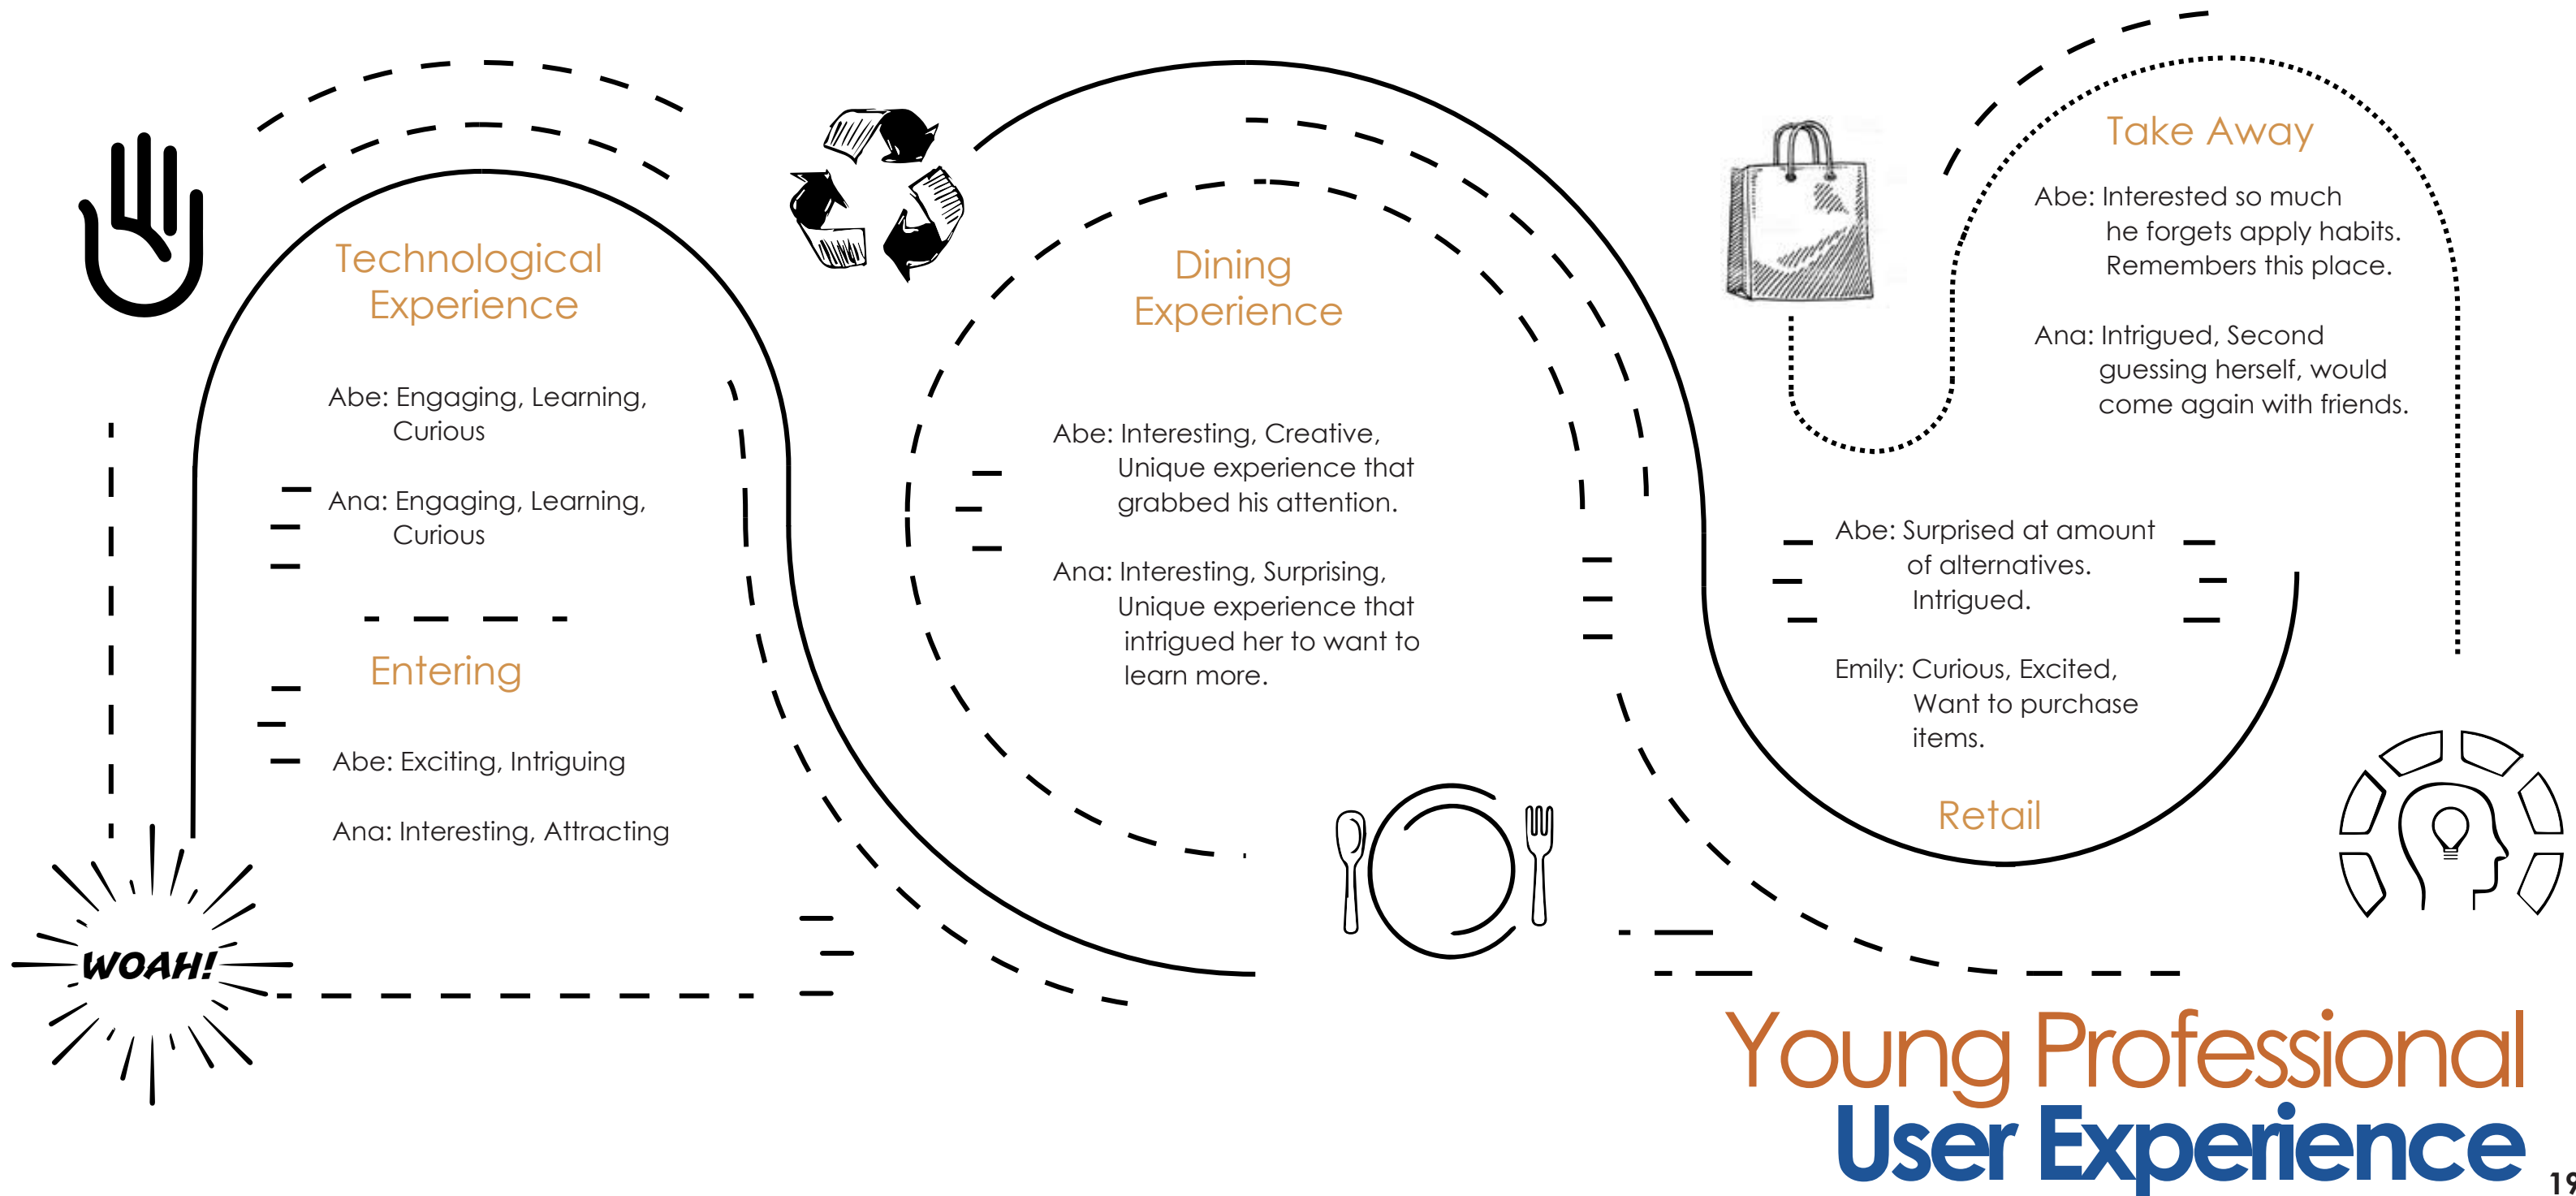 Technological
Experience
Abe: Engaging, Learning,
Curious
Ana: Engaging, Learning,
Curious
Entering
Abe: Exciting, Intriguing
Ana: Interesting, Attracting
WOAH!
Dining
Experience
Abe: Interesting, Creative,
Unique experience that
grabbed his attention.
Ana: Interesting, Surprising,
Unique experience that
intrigued her to want to
learn more.
Take Away
Abe: Interested so much
he forgets apply habits.
Remembers this place.
Ana: Intrigued, Second
guessing herself, would
come again with friends.
Abe: Surprised at amount
of alternatives.
Intrigued.
Emily: Curious, Excited,
Want to purchase
items.
Retail
Young Professional
User Experience
19